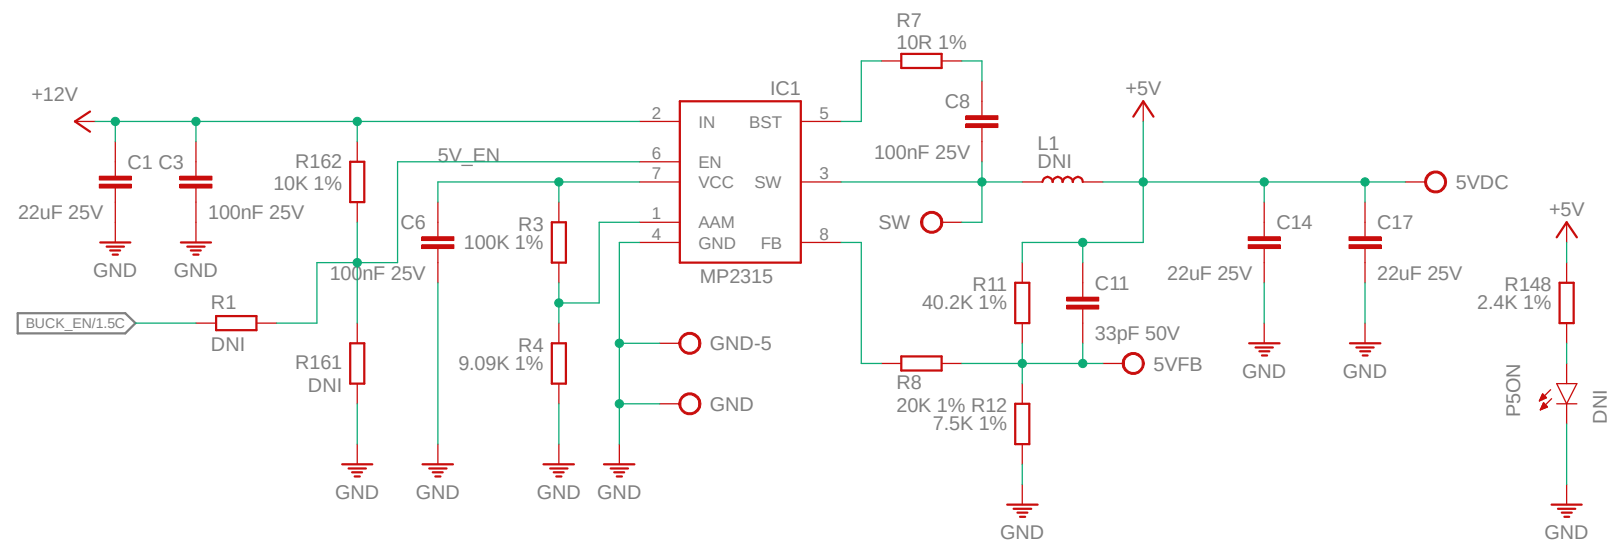 R7
10R 1%
IC1
+12V
+5V
C8
2
IN
BST
5
100nF 25V
L1
DNI
C1 C3
R162
10K 1%
5V_EN
6
EN
7
VCC
SW
3
5VDC
22uF 25V
100nF 25V
C6
R3
100K 1%
1
AAM
4
GND
FB
8
SW
C14
C17
+5V
GND
GND
100nF 25V
MP2315
R11
40.2K 1%
C11
22uF 25V
22uF 25V
R148
2.4K 1%
R1
BUCK_EN/1.5C
DNI
33pF 50V
R161
DNI
R4
9.09K 1%
GND-5
5VFB
GND
GND
R8
20K 1% R12
7.5K 1%
GND
P5ON
DNI
GND
GND
GND
GND
GND
GND